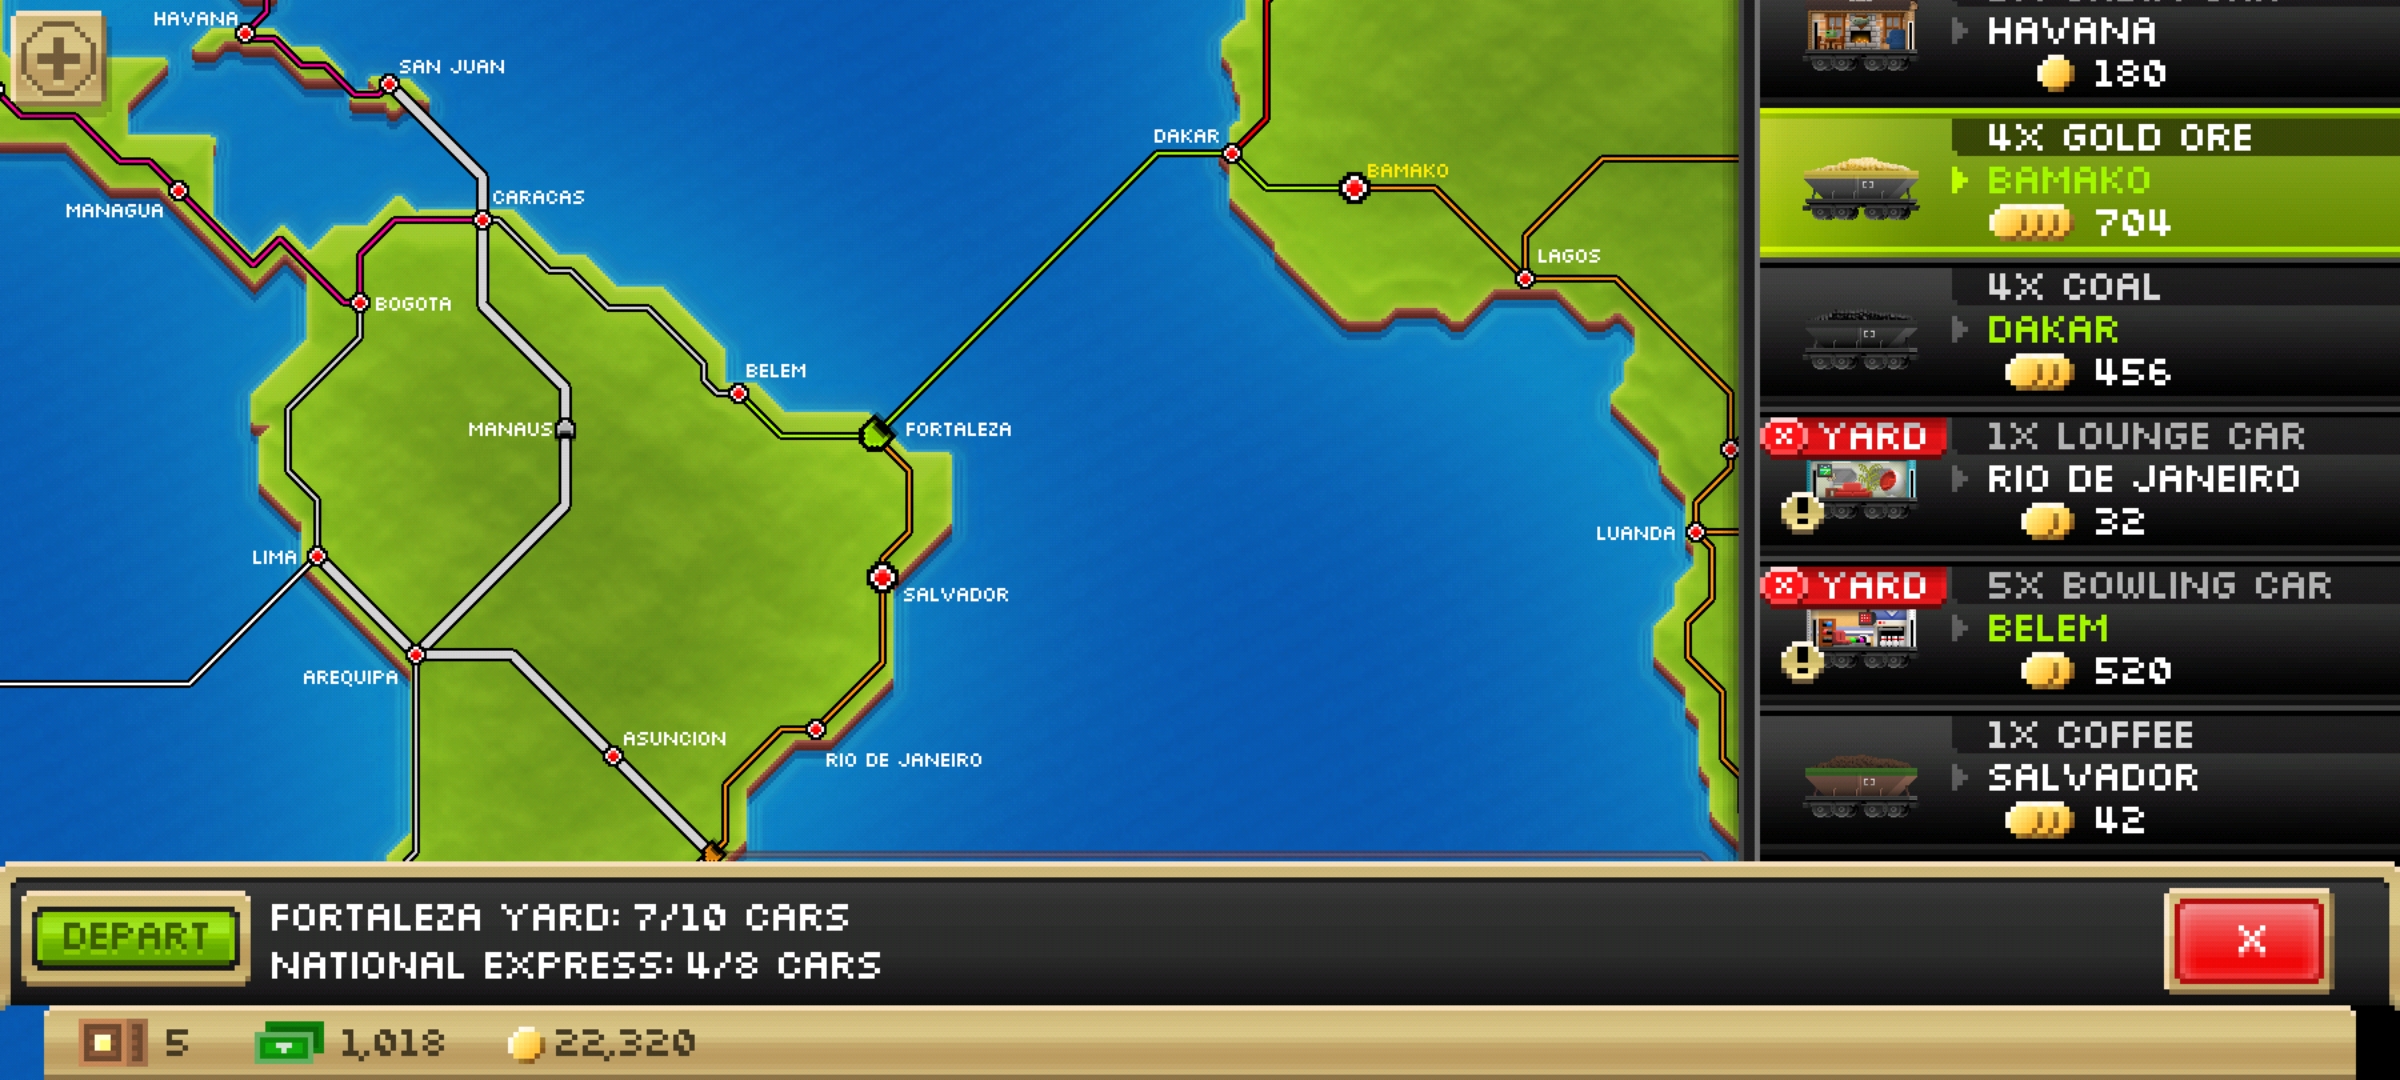 HAVANA
SAN JUAN
MANAGUA
CARACAS
BOGOTA
BELEM
MANAUS
FORTALEZA
LIMA
AREQUIPA
SALVADOR
ASUNCION
RIO DE JANEIRO
DAKAR
BAMAKO
LAGOS
LUANDA
HAVANA
180
4X GOLD ORE
BAMAKO
704
4X COAL
DAKAR
456
X YARD
1X LOUNGE CAR
RIO DE JANEIRO
32
X YARD
5X BOWLING CAR
BELEM
520
1X COFFEE
SALVADOR
42
DEPART
FORTALEZA YARD: 7/10 CARS
NATIONAL EXPRESS: 4/8 CARS
X
5
1,018
22,320